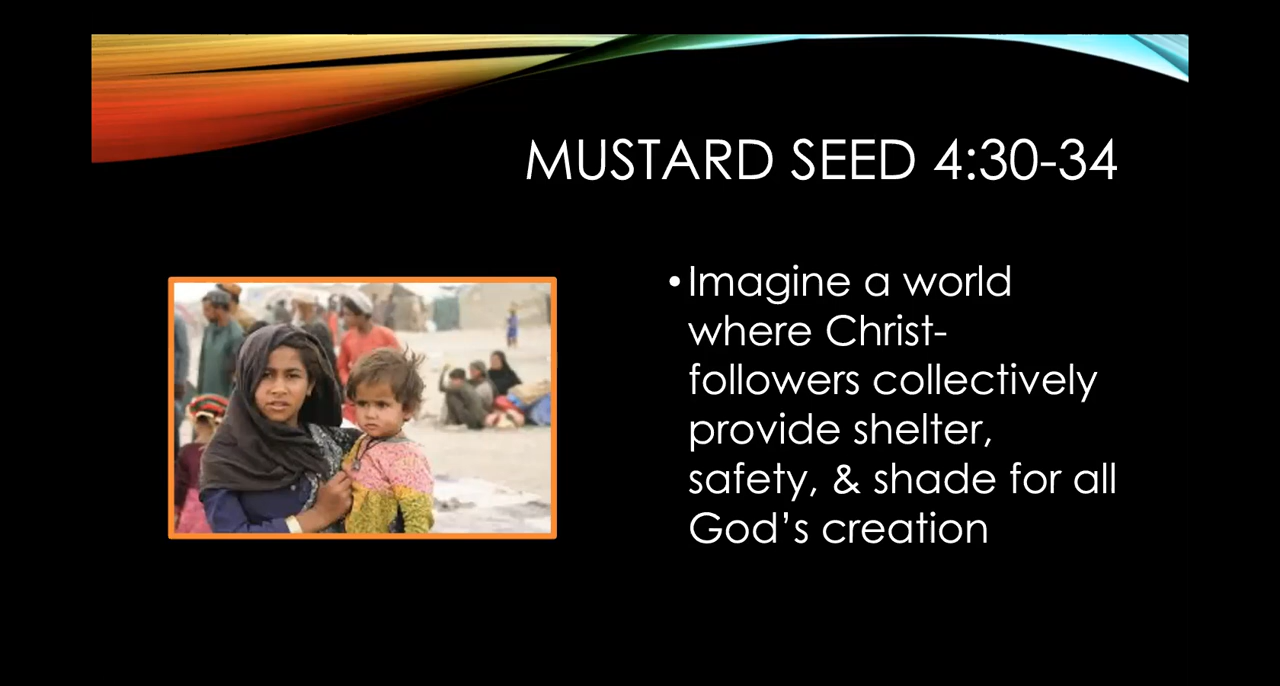 MUSTARD SEED 4:30-34
•Imagine a world
where Christ-
followers collectively
provide shelter,
safety, & shade for all
God’s creation